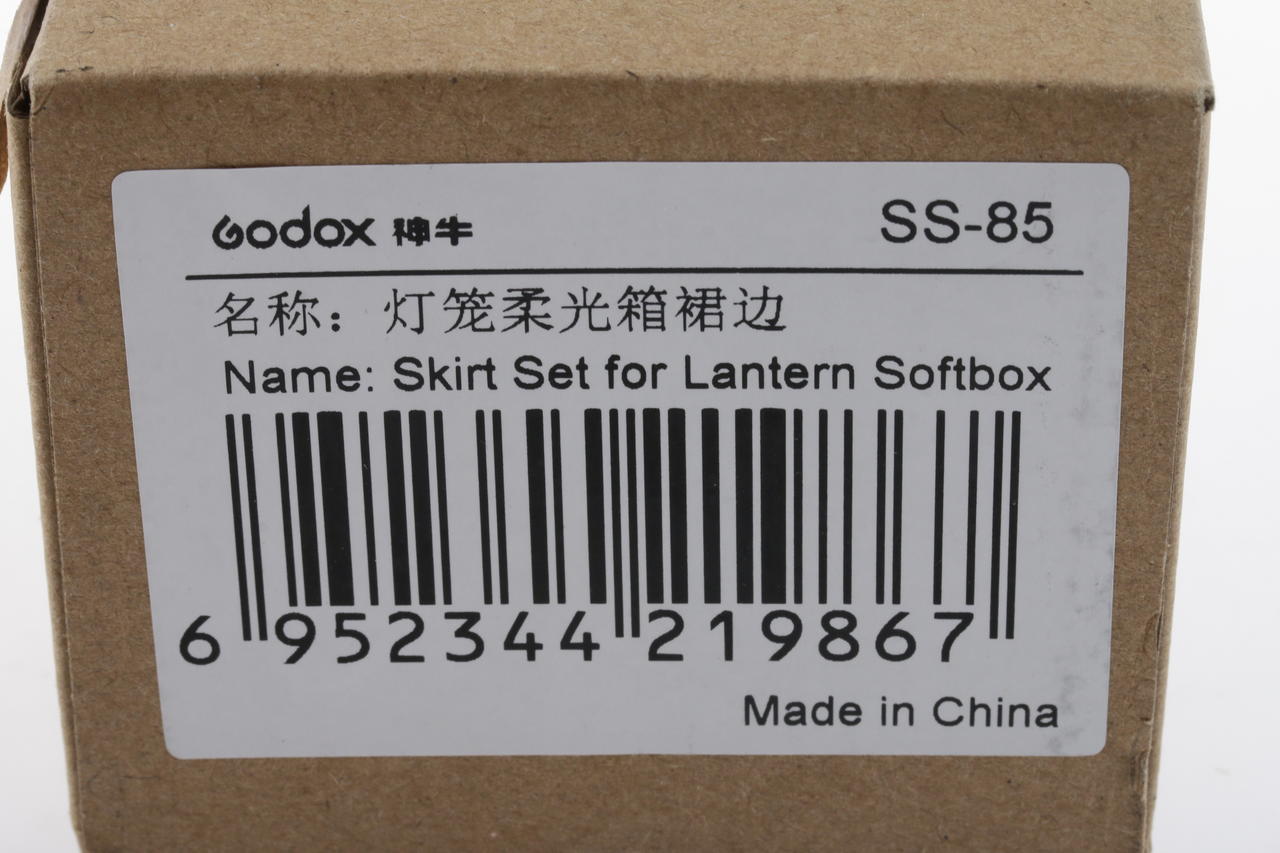 Godox 神牛 SS-85
名称：灯笼柔光箱裙边
Name: Skirt Set for Lantern Softbox
6 952344 219867
Made in China